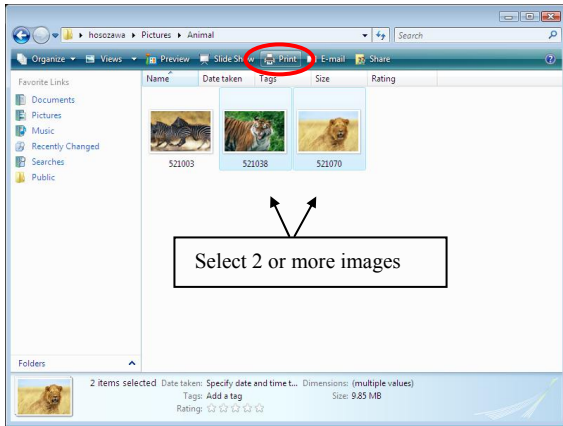 hosozawa ▸ Pictures ▸ Animal
Search
Organize Views Preview Slide Show Print E-mail Share
Favorite Links
Documents
Pictures
Music
Recently Changed
Searches
Public
Folders
Name Date taken Tags Size Rating
521003 521038 521070
Select 2 or more images
2 items selected Date taken: Specify date and time t... Dimensions: (multiple values)
Tags: Add a tag Size: 9.85 MB
Rating: